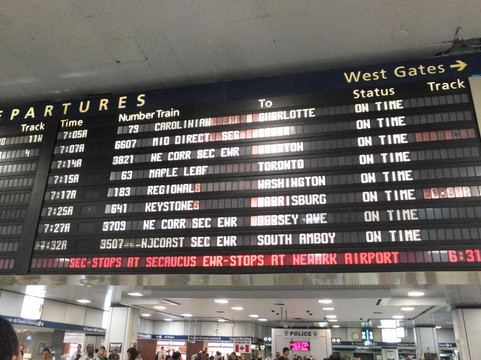 DEPARTURES West Gates →
Track Time Number Train To Status Track
11W 7:05A 79 CAROLINIAN CHARLOTTE ON TIME
7:07A 6607 MID DIRECT SEC ON TIME
7:14A 3821 NE CORR SEC EWR TRENTON ON TIME
7:15A 63 MAPLE LEAF TORONTO ON TIME
7:17A 183 REGIONAL WASHINGTON ON TIME
7:25A 641 KEYSTONE HARRISBURG ON TIME
7:27A 3709 NE CORR SEC EWR JERSEY AVE ON TIME
7:32A 3507 NJCOAST SEC EWR SOUTH AMBOY ON TIME
SEC-STOPS AT SECAUCUS EWR-STOPS AT NEWARK AIRPORT 6:31
POLICE